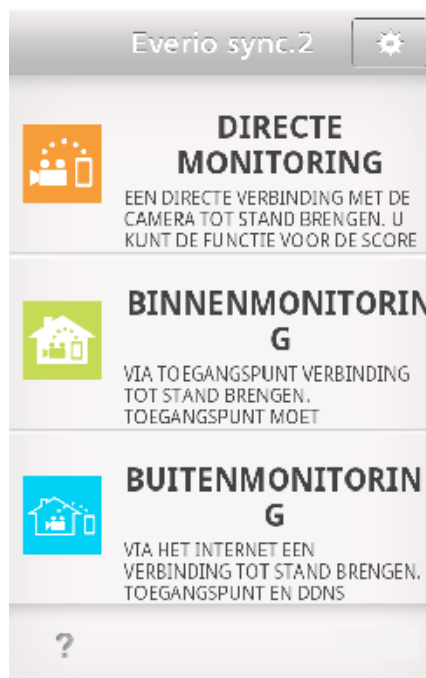 Everio sync.2
DIRECTE
MONITORING
EEN DIRECTE VERBINDING MET DE
CAMERA TOT STAND BRENGEN. U
KUNT DE FUNCTIE VOOR DE SCORE
BINNENMONITORIN
G
VIA TOEGANGSPUNT VERBINDING
TOT STAND BRENGEN.
TOEGANGSPUNT MOET
BUITENMONITORIN
G
VIA HET INTERNET EEN
VERBINDING TOT STAND BRENGEN.
TOEGANGSPUNT EN DDNS
?